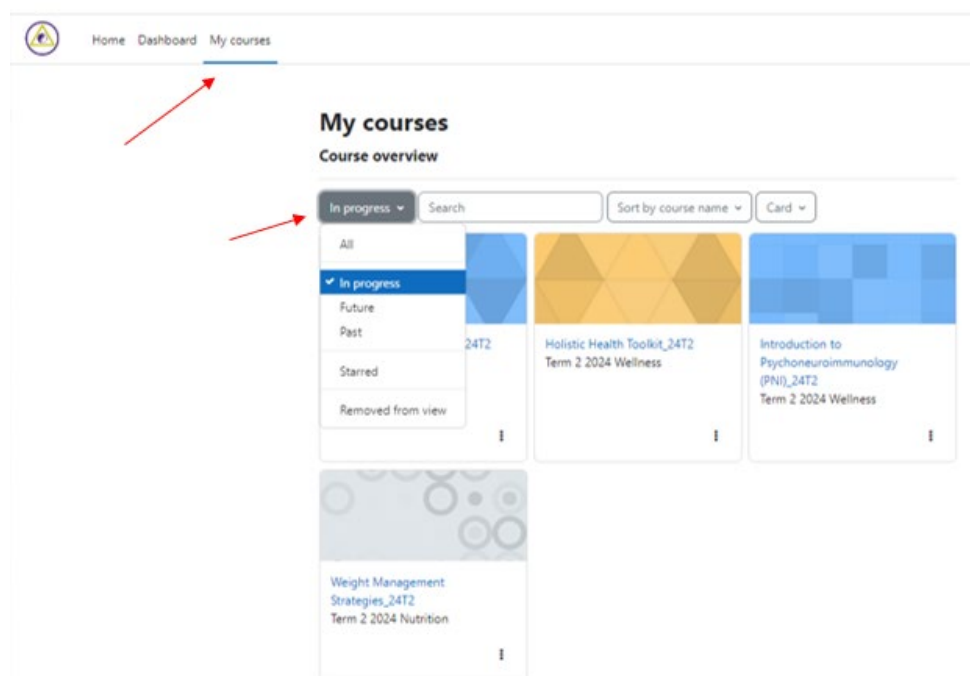 Home Dashboard My courses
My courses
Course overview
In progress Search Sort by course name Card
All
In progress
Future
Past
Starred
Removed from view
24T2
Holistic Health Toolkit_24T2
Term 2 2024 Wellness
Introduction to
Psychoneuroimmunology
(PNI)_24T2
Term 2 2024 Wellness
Weight Management
Strategies_24T2
Term 2 2024 Nutrition